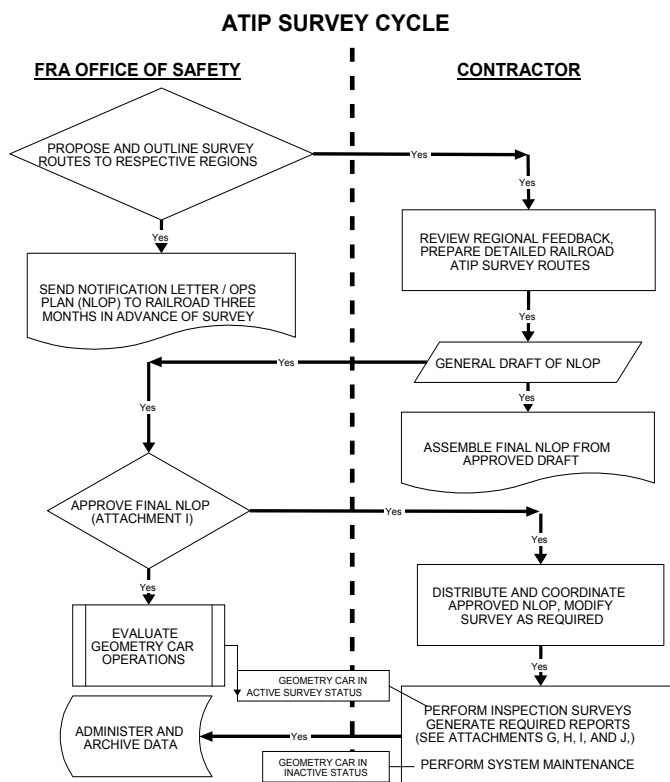 ATIP SURVEY CYCLE
FRA OFFICE OF SAFETY
CONTRACTOR
PROPOSE AND OUTLINE SURVEY
ROUTES TO RESPECTIVE REGIONS
Yes
Yes
Yes
REVIEW REGIONAL FEEDBACK,
PREPARE DETAILED RAILROAD
ATIP SURVEY ROUTES
SEND NOTIFICATION LETTER / OPS
PLAN (NLOP) TO RAILROAD THREE
MONTHS IN ADVANCE OF SURVEY
Yes
GENERAL DRAFT OF NLOP
Yes
Yes
Yes
ASSEMBLE FINAL NLOP FROM
APPROVED DRAFT
APPROVE FINAL NLOP
(ATTACHMENT I)
Yes
Yes
Yes
DISTRIBUTE AND COORDINATE
APPROVED NLOP, MODIFY
SURVEY AS REQUIRED
EVALUATE
GEOMETRY CAR
OPERATIONS
Yes
GEOMETRY CAR IN
ACTIVE SURVEY STATUS
PERFORM INSPECTION SURVEYS
GENERATE REQUIRED REPORTS
(SEE ATTACHMENTS G, H, I, AND J,)
Yes
ADMINISTER AND
ARCHIVE DATA
GEOMETRY CAR IN
INACTIVE STATUS
PERFORM SYSTEM MAINTENANCE